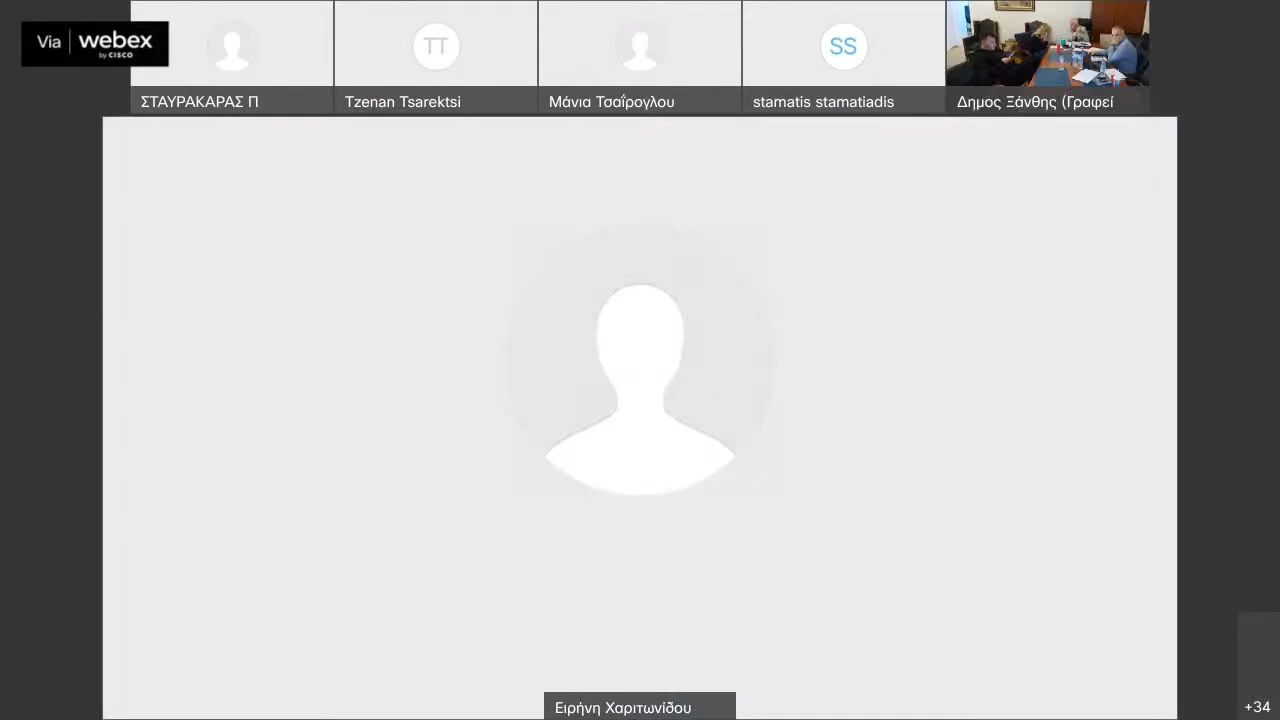 Via webex
by CISCO
ΣΤΑΥΡΑΚΑΡΑΣ Π
TT
Tzenan Tsarektsi
Μάνια Τσαΐρογλου
SS
stamatis stamatiadis
Δημος Ξάνθης (Γραφεί
Ειρήνη Χαριτωνίδου
+34